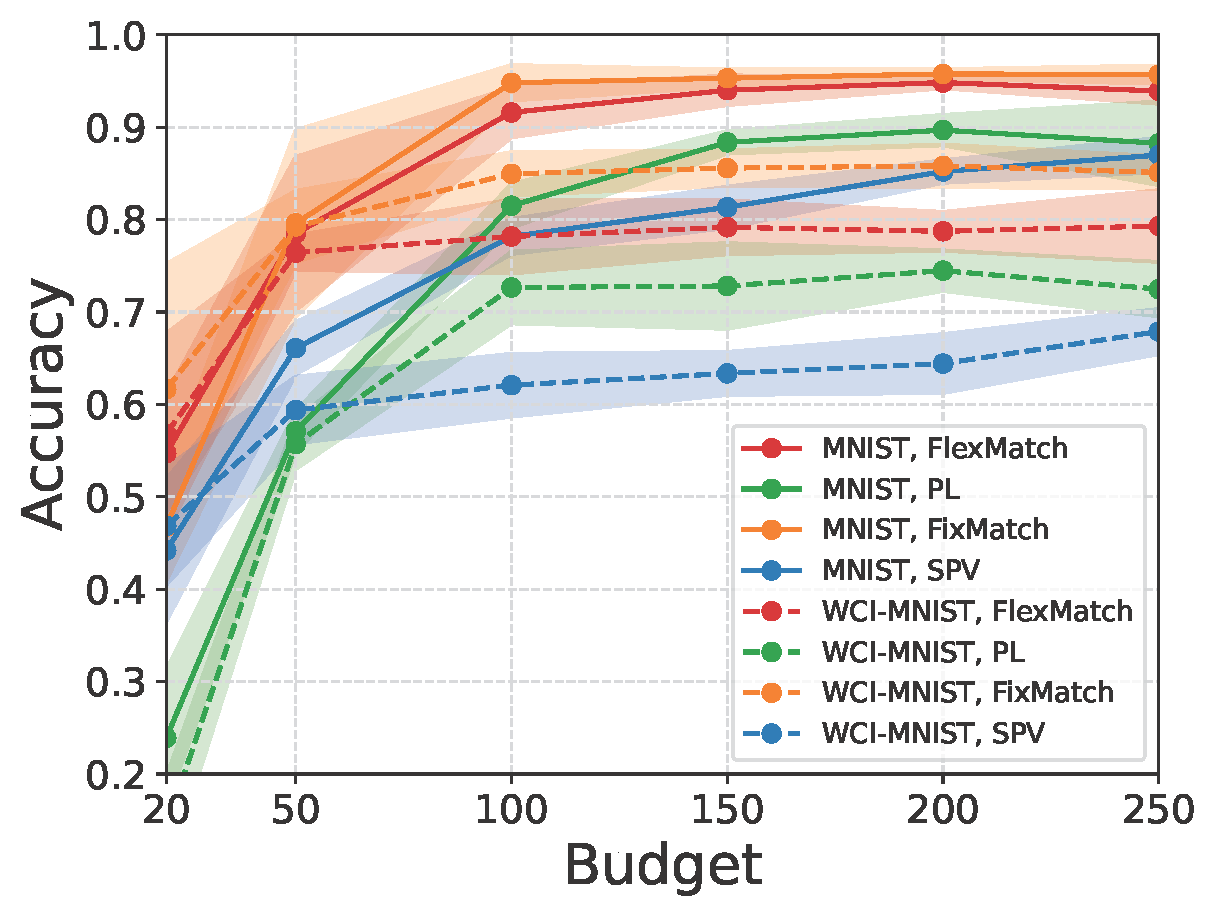 Accuracy
1.0
0.9
0.8
0.7
0.6
0.5
0.4
0.3
0.2
MNIST, FlexMatch
MNIST, PL
MNIST, FixMatch
MNIST, SPV
WCI-MNIST, FlexMatch
WCI-MNIST, PL
WCI-MNIST, FixMatch
WCI-MNIST, SPV
20 50 100 150 200 250
Budget